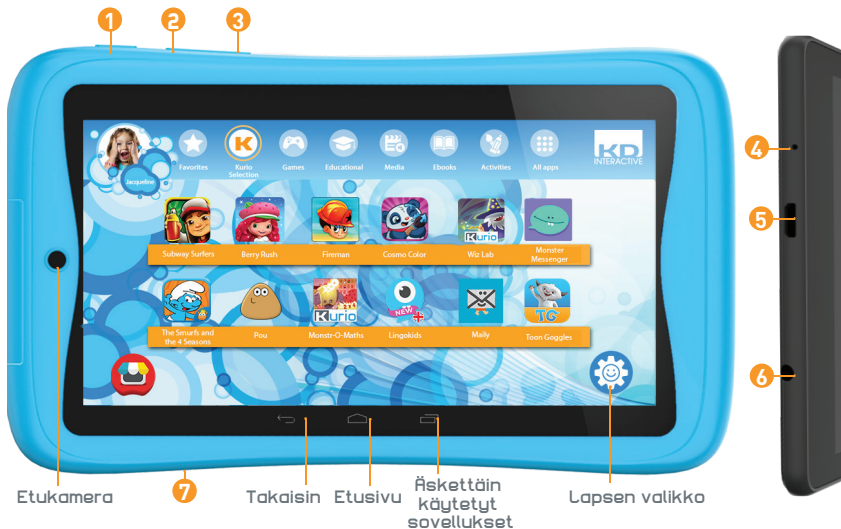 1
2
3
4
5
6
7
Jacqueline
Favorites
Kurio
Selection
Games
Educational
Media
Ebooks
Activities
All apps
KD
INTERACTIVE
Subway Surfers
Berry Rush
Fireman
Cosmo Color
Kurio
Wiz Lab
Monster
Messenger
The Smurfs and
the 4 Seasons
Pou
Kurio
Monstr-O-Maths
NEW
Lingokids
Maily
TG
Toon Goggles
Etukamera
Takaisin
Etusivu
Äskettäin
käytetyt
sovellukset
Lapsen valikko